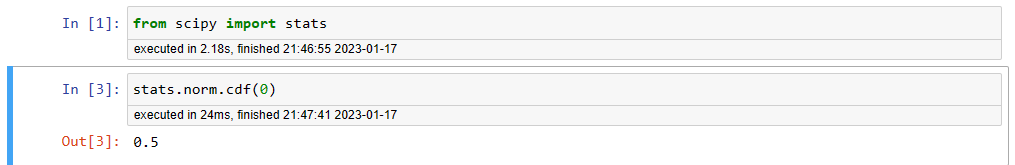 In [1]: from scipy import stats
executed in 2.18s, finished 21:46:55 2023-01-17
In [3]: stats.norm.cdf(0)
executed in 24ms, finished 21:47:41 2023-01-17
Out[3]: 0.5